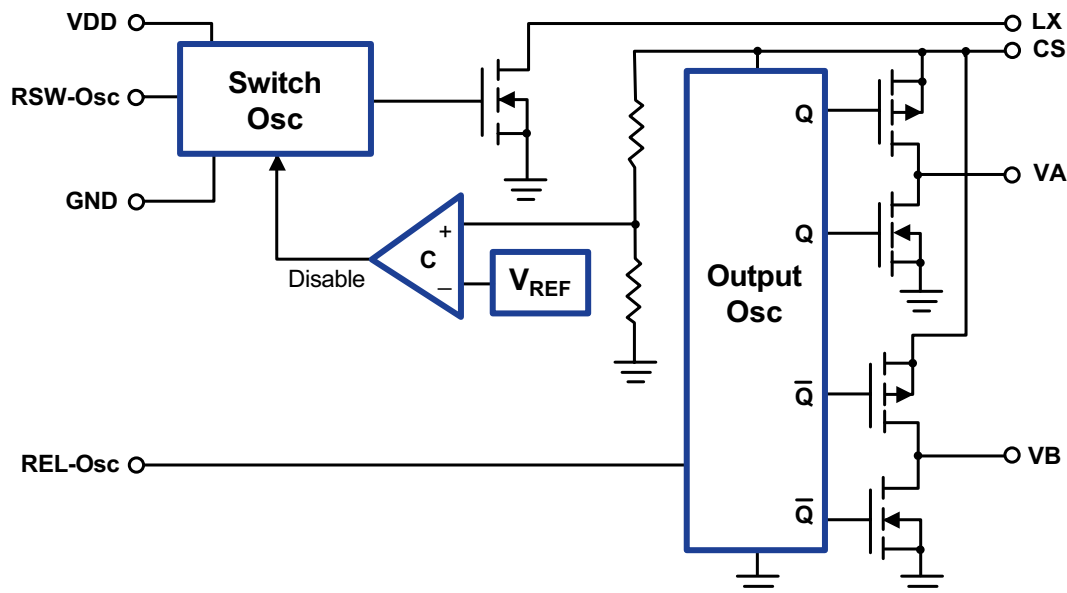 VDD
LX
CS
RSW-Osc
Switch
Osc
Q
GND
VA
+
C
Disable
–
VREF
Q
Output
Osc
Q̅
REL-Osc
VB
Q̅